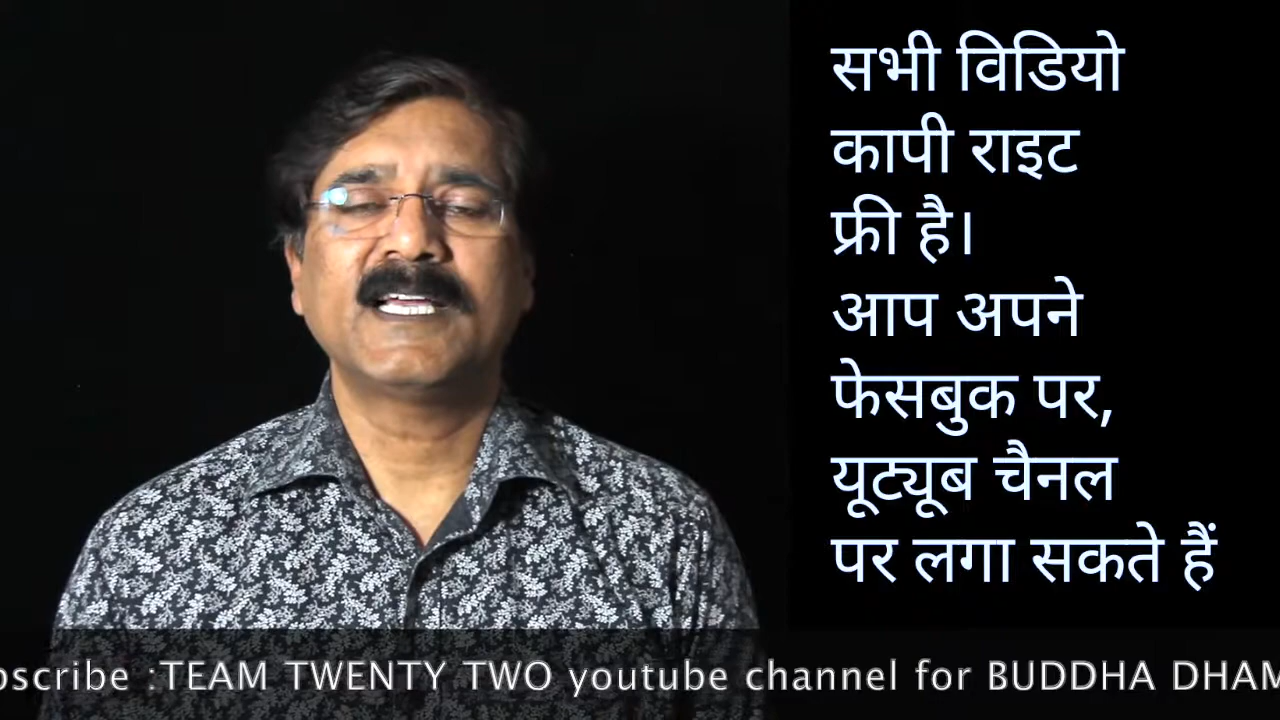 सभी विडियो
कापी राइट
फ्री है।
आप अपने
फेसबुक पर,
यूट्यूब चैनल
पर लगा सकते हैं
:TEAM TWENTY TWO youtube channel for BUDDHA